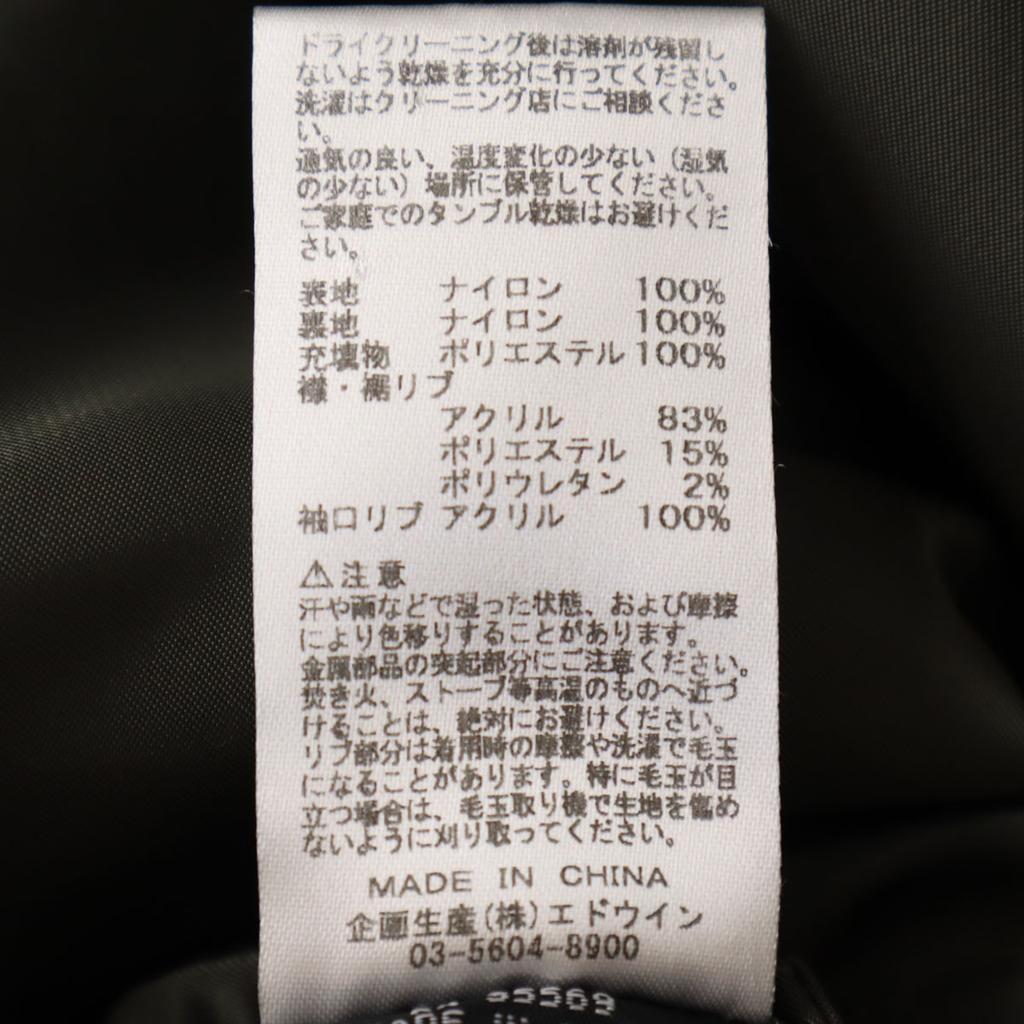 ドライクリーニング後は溶剤が残留し
ないよう乾燥を充分に行ってください。
洗濯はクリーニング店にご相談くださ
い。
通気の良い、温度変化の少ない（湿気
の少ない）場所に保管してください。
ご家庭でのタンブル乾燥はお避けくだ
さい。
表地 ナイロン 100%
裏地 ナイロン 100%
充填物 ポリエステル 100%
襟・裾リブ
アクリル 83%
ポリエステル 15%
ポリウレタン 2%
袖口リブ アクリル 100%
⚠注意
汗や雨などで湿った状態、および摩擦
により色移りすることがあります。
金属部品の突起部分にご注意ください。
焚き火、ストーブ等高温のものへ近づ
けることは、絶対にお避けください。
リブ部分は着用時の摩擦や洗濯で毛玉
になることがあります。特に毛玉が目
立つ場合は、毛玉取り機で生地を傷め
ないように刈り取ってください。
MADE IN CHINA
企画生産(株)エドウイン
03-5604-8900